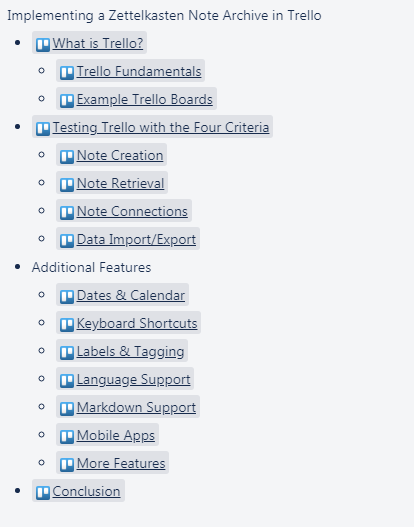 Implementing a Zettelkasten Note Archive in Trello
What is Trello?
Trello Fundamentals
Example Trello Boards
Testing Trello with the Four Criteria
Note Creation
Note Retrieval
Note Connections
Data Import/Export
Additional Features
Dates & Calendar
Keyboard Shortcuts
Labels & Tagging
Language Support
Markdown Support
Mobile Apps
More Features
Conclusion